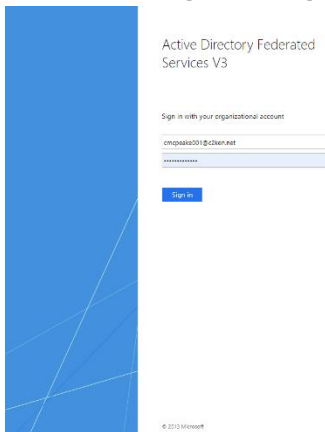 Active Directory Federated
Services V3
Sign in with your organizational account
cmcpeake001@c2ken.net
•••••••••••••
Sign in
© 2013 Microsoft